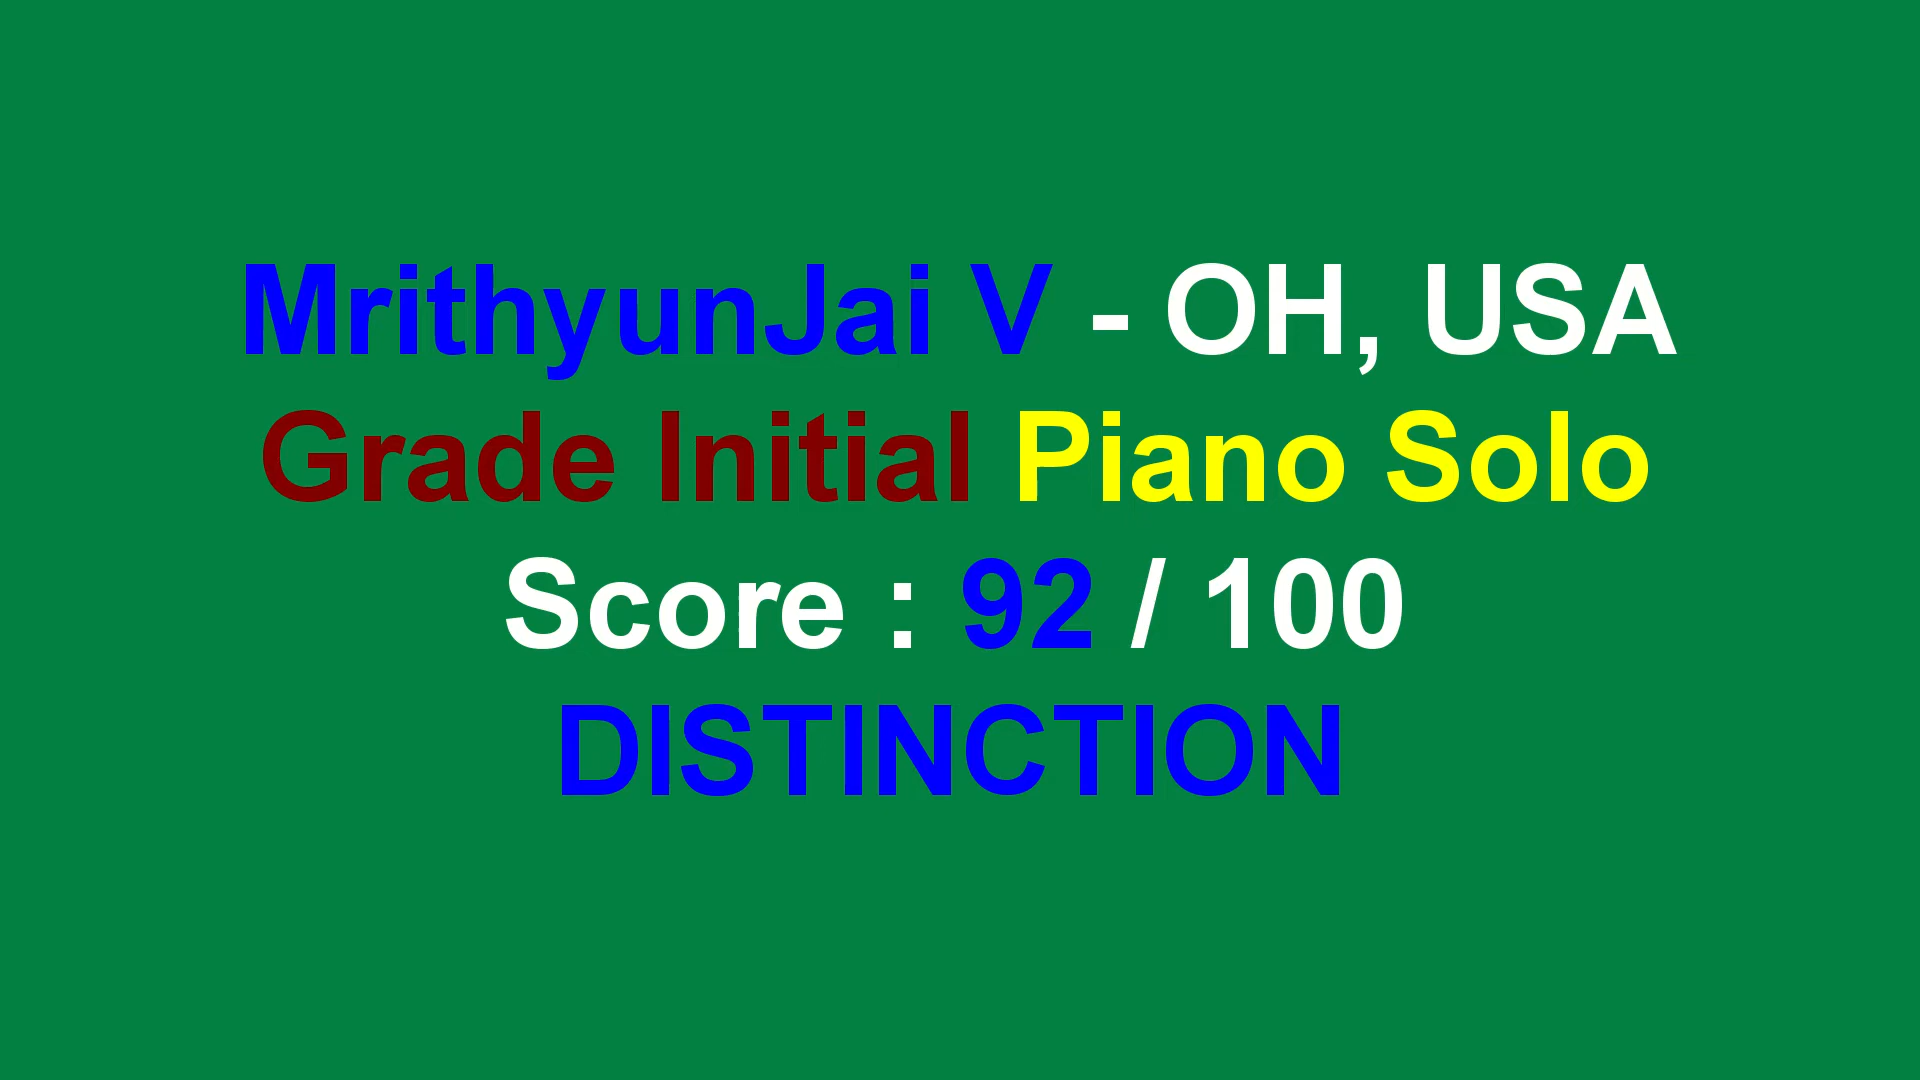 MrithyunJai V - OH, USA
Grade Initial Piano Solo
Score : 92 / 100
DISTINCTION